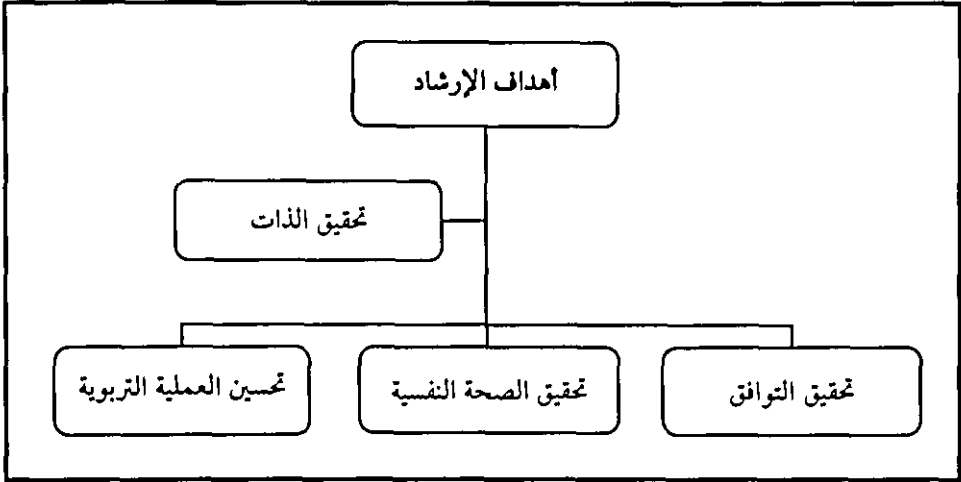 أهداف الإرشاد
تحقيق الذات
تحقيق التوافق
تحقيق الصحة النفسية
تحسين العملية التربوية